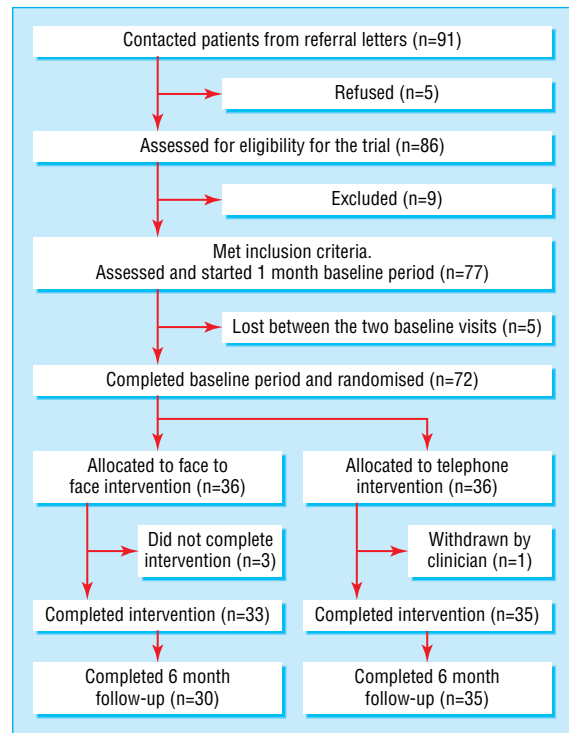 Contacted patients from referral letters (n=91)
Refused (n=5)
Assessed for eligibility for the trial (n=86)
Excluded (n=9)
Met inclusion criteria.
Assessed and started 1 month baseline period (n=77)
Lost between the two baseline visits (n=5)
Completed baseline period and randomised (n=72)
Allocated to face to
face intervention (n=36)
Allocated to telephone
intervention (n=36)
Did not complete
intervention (n=3)
Withdrawn by
clinician (n=1)
Completed intervention (n=33)
Completed intervention (n=35)
Completed 6 month
follow-up (n=30)
Completed 6 month
follow-up (n=35)